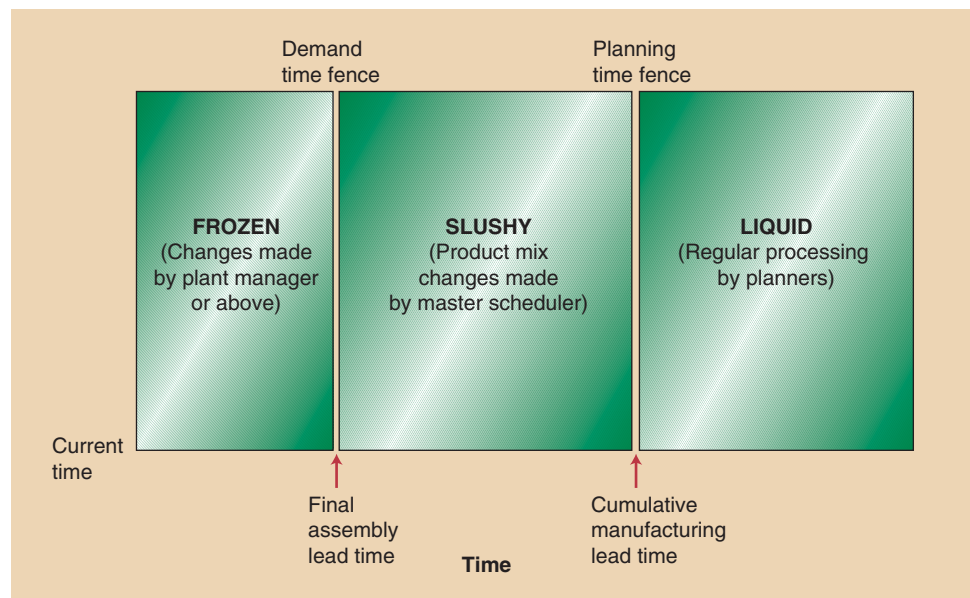 Demand
time fence
Planning
time fence
FROZEN
(Changes made
by plant manager
or above)
SLUSHY
(Product mix
changes made
by master scheduler)
LIQUID
(Regular processing
by planners)
Current
time
Final
assembly
lead time
Cumulative
manufacturing
lead time
Time